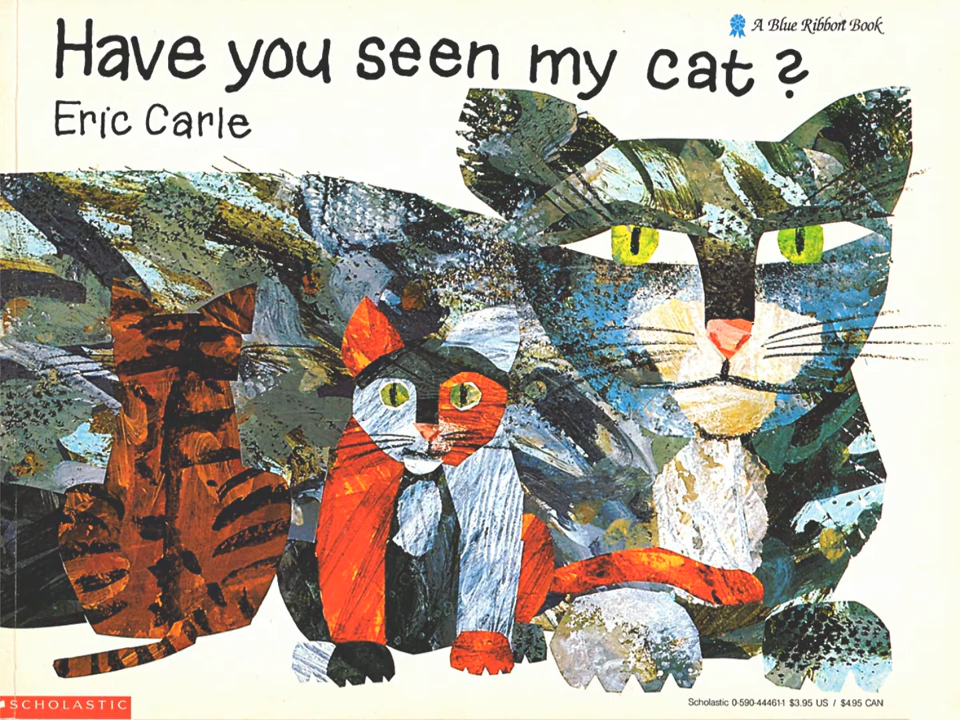 A Blue Ribbon Book
Have you seen my cat?
Eric Carle
SCHOLASTIC
Scholastic 0-590-44461-1 $3.95 US / $4.95 CAN